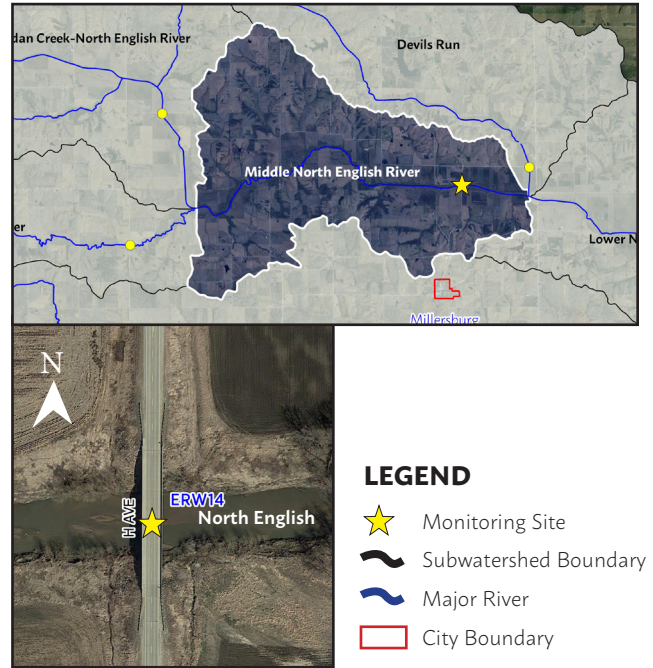 dan Creek-North English River
Devils Run
Middle North English River
er
Lower N
Millersburg
N
H AVE
ERW14
North English
LEGEND
Monitoring Site
Subwatershed Boundary
Major River
City Boundary